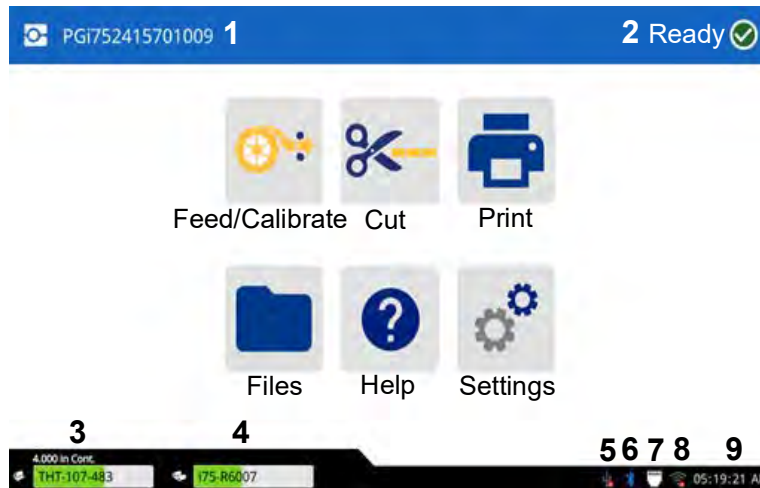 PGi752415701009 1 2 Ready
Feed/Calibrate Cut Print
?
Files Help Settings
3 4 5 6 7 8 9
4.000 in Cont.
THT-107-483 I75-R6007 05:19:21 A